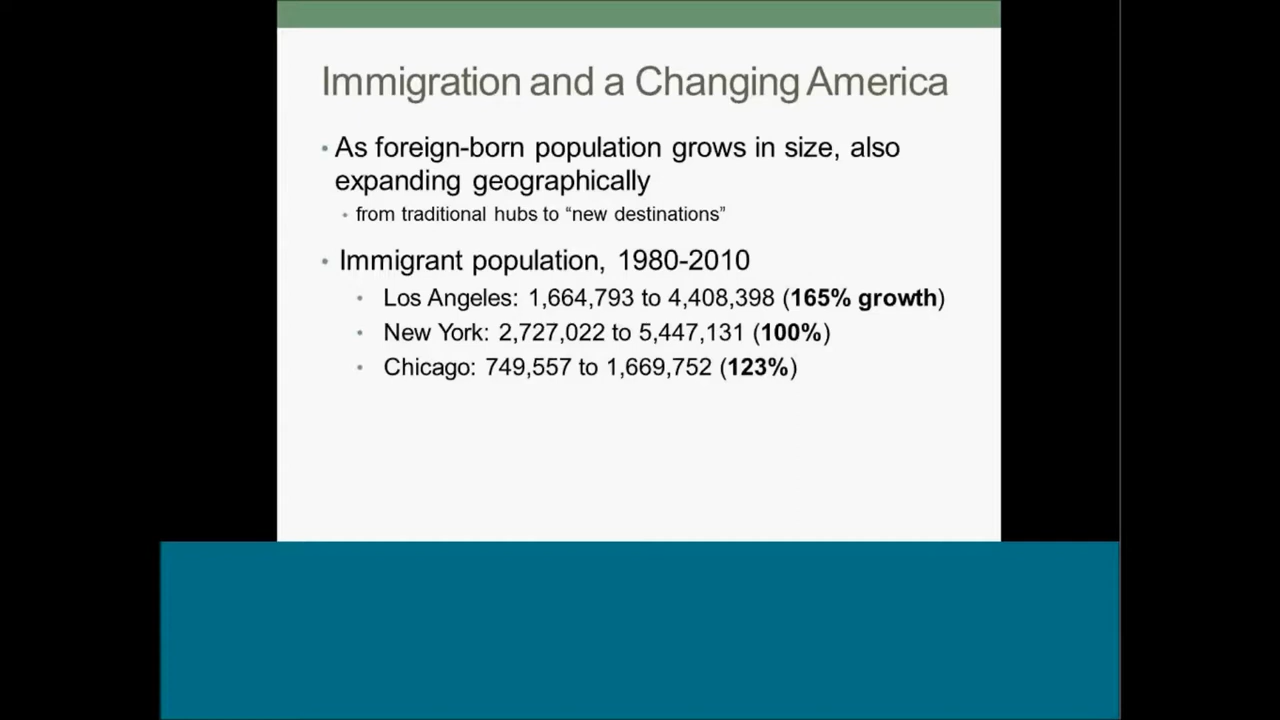 Immigration and a Changing America
• As foreign-born population grows in size, also
expanding geographically
• from traditional hubs to “new destinations”
• Immigrant population, 1980-2010
• Los Angeles: 1,664,793 to 4,408,398 (165% growth)
• New York: 2,727,022 to 5,447,131 (100%)
• Chicago: 749,557 to 1,669,752 (123%)